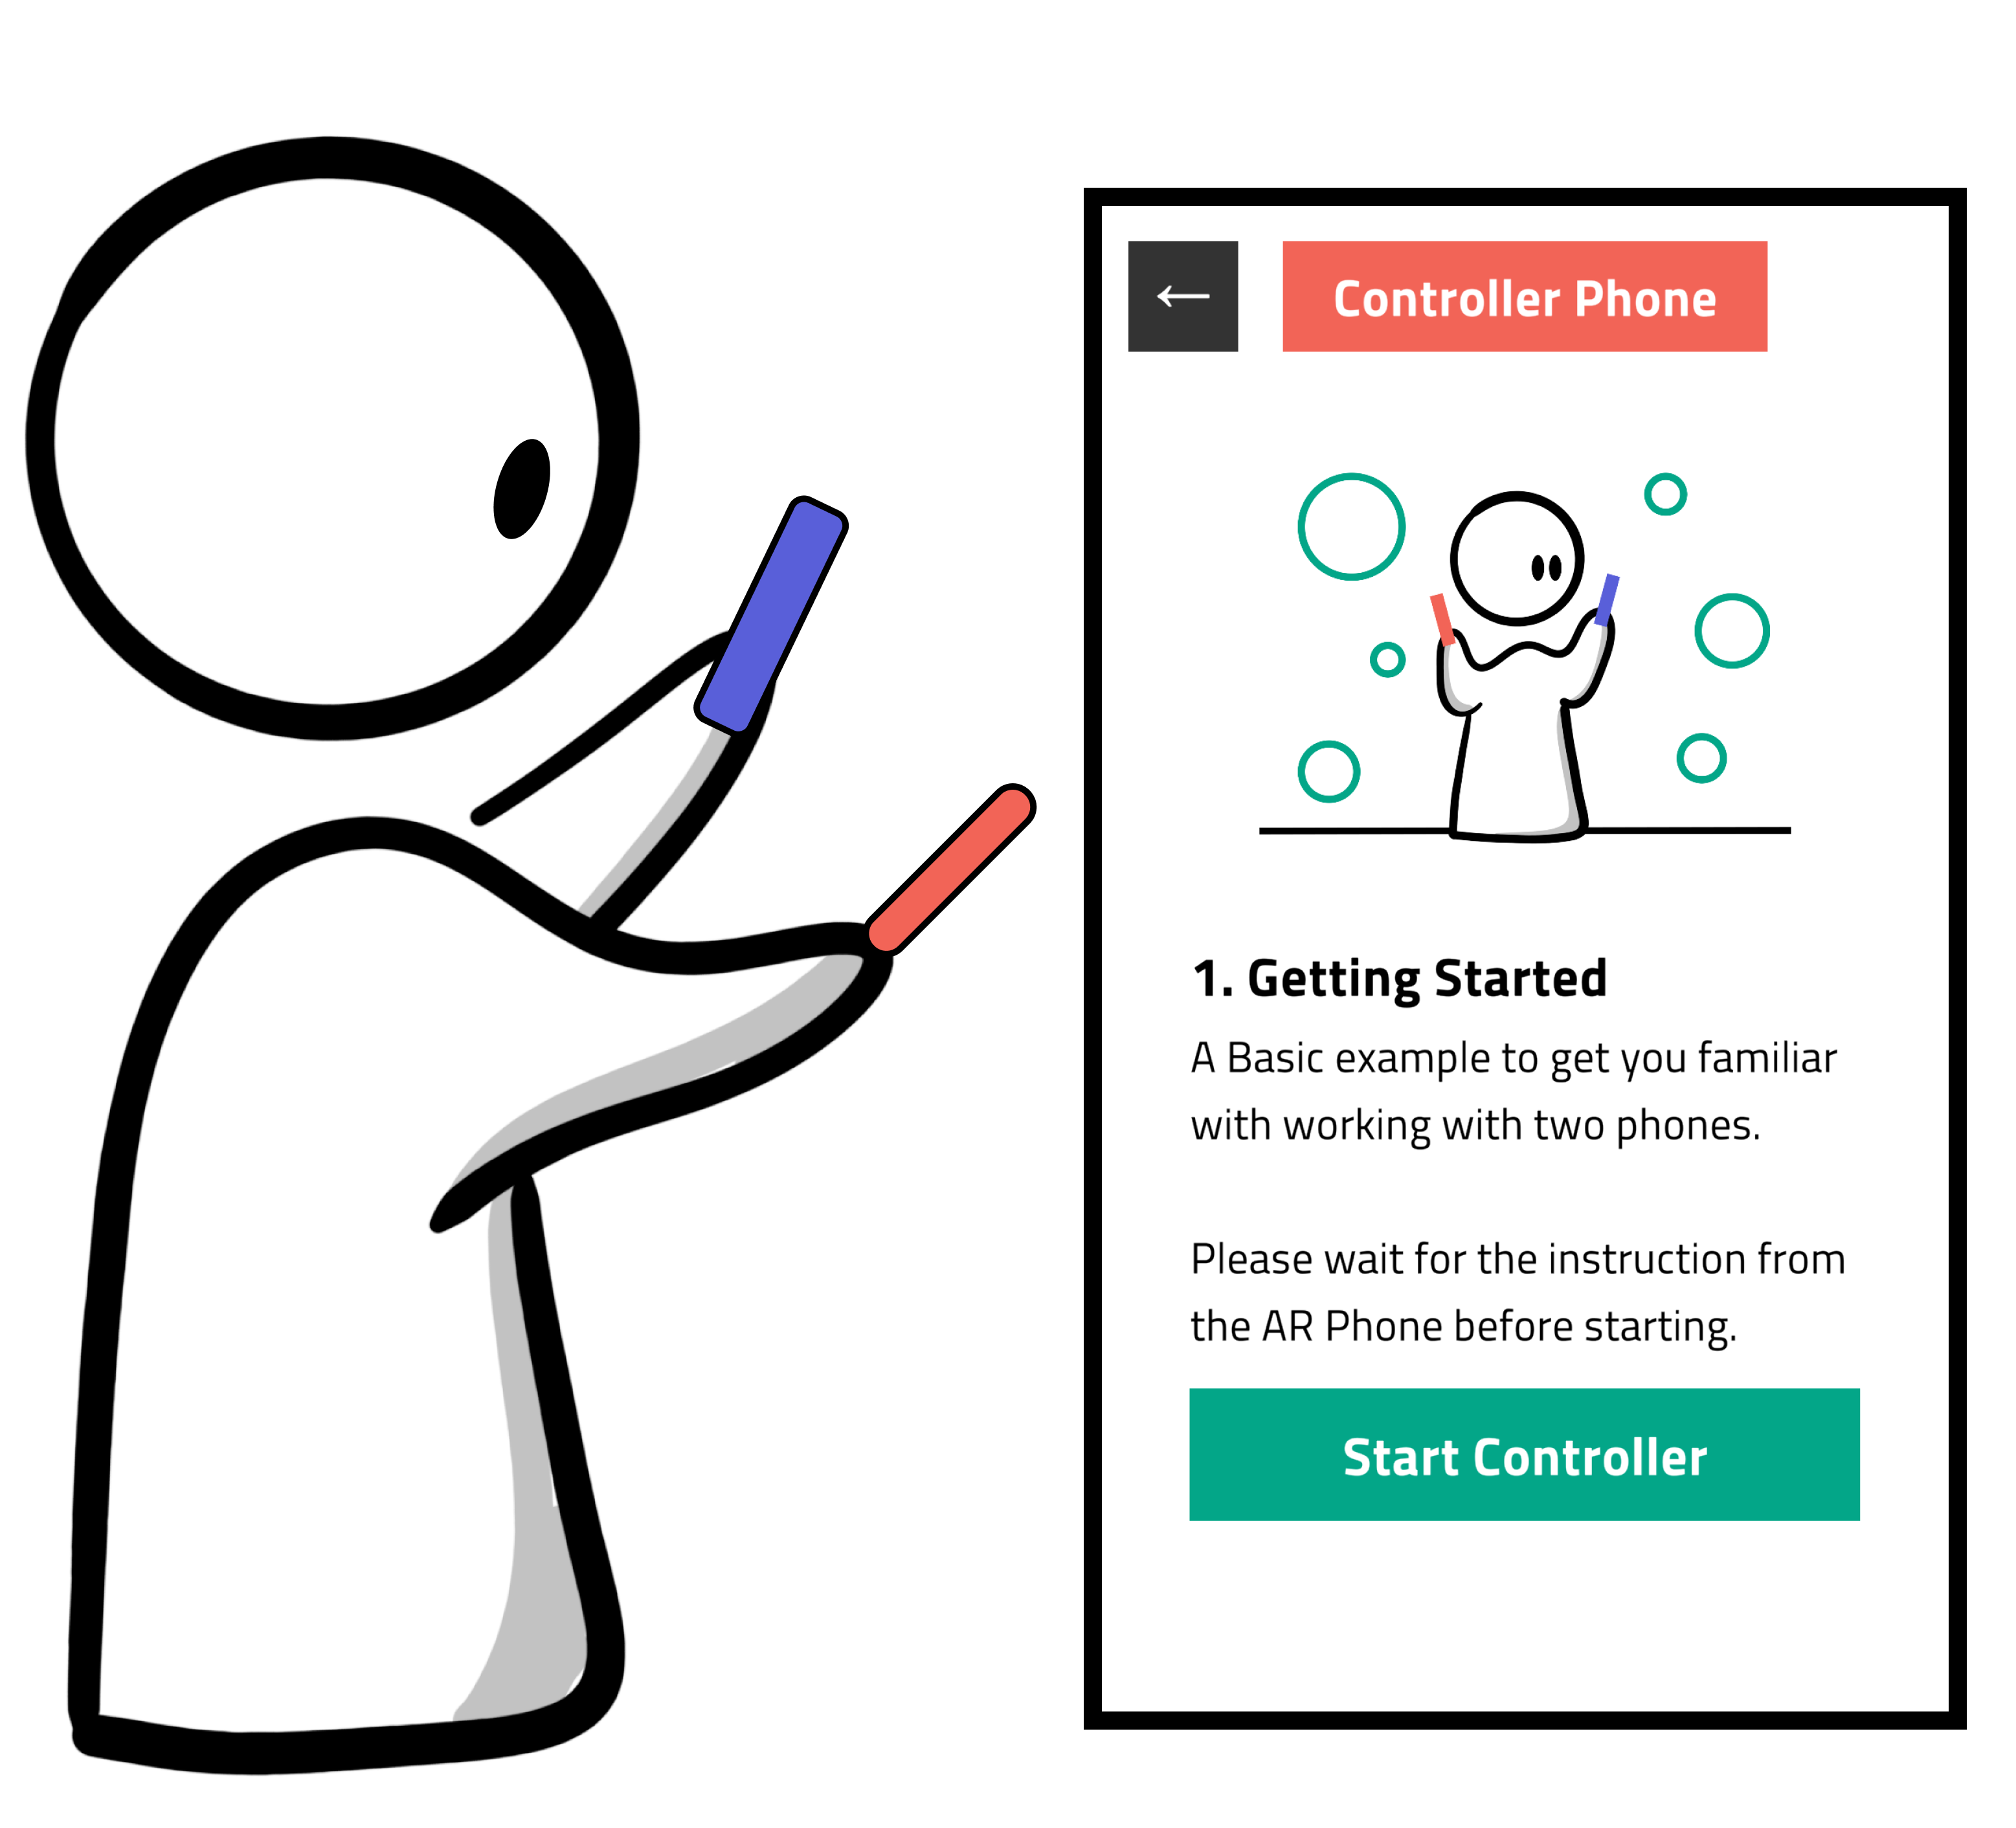 Controller Phone
1. Getting Started
A Basic example to get you familiar
with working with two phones.
Please wait for the instruction from
the AR Phone before starting.
Start Controller